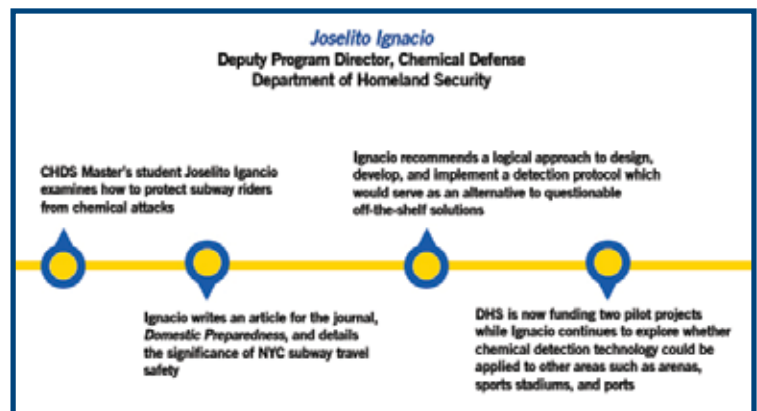 Joselito Ignacio
Deputy Program Director, Chemical Defense
Department of Homeland Security
CHDS Master's student Joselito Igancio
examines how to protect subway riders
from chemical attacks
Ignacio writes an article for the journal,
Domestic Preparedness, and details
the significance of NYC subway travel
safety
Ignacio recommends a logical approach to design,
develop, and implement a detection protocol which
would serve as an alternative to questionable
off-the-shelf solutions
DHS is now funding two pilot projects
while Ignacio continues to explore whether
chemical detection technology could be
applied to other areas such as arenas,
sports stadiums, and ports